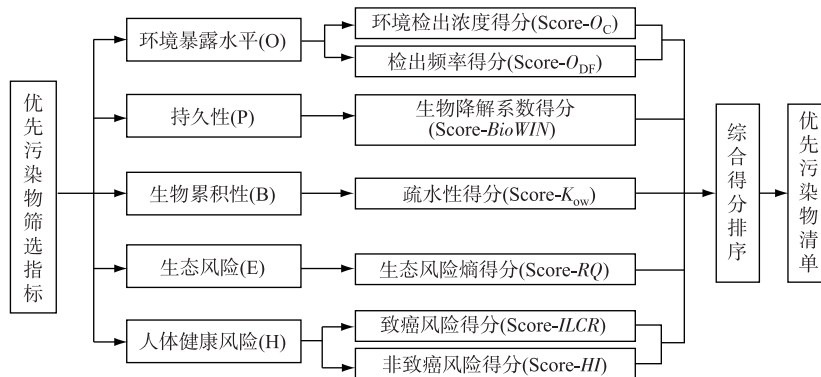 优先污染物筛选指标
环境暴露水平(O)
环境检出浓度得分(Score-O_C)
检出频率得分(Score-O_DF)
持久性(P)
生物降解系数得分
(Score-BioWIN)
生物累积性(B)
疏水性得分(Score-K_ow)
生态风险(E)
生态风险熵得分(Score-RQ)
人体健康风险(H)
致癌风险得分(Score-ILCR)
非致癌风险得分(Score-HI)
综合得分排序
优先污染物清单